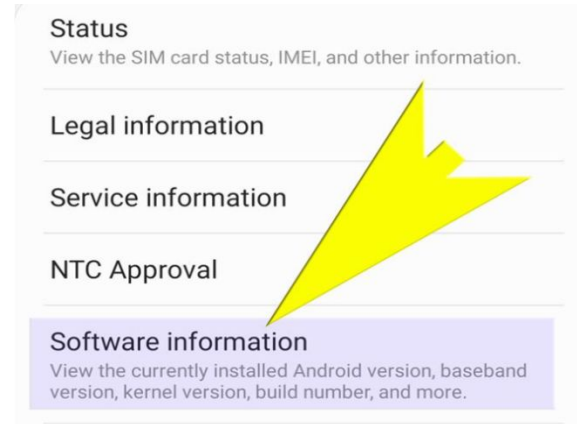 Status
View the SIM card status, IMEI, and other information.
Legal information
Service information
NTC Approval
Software information
View the currently installed Android version, baseband
version, kernel version, build number, and more.